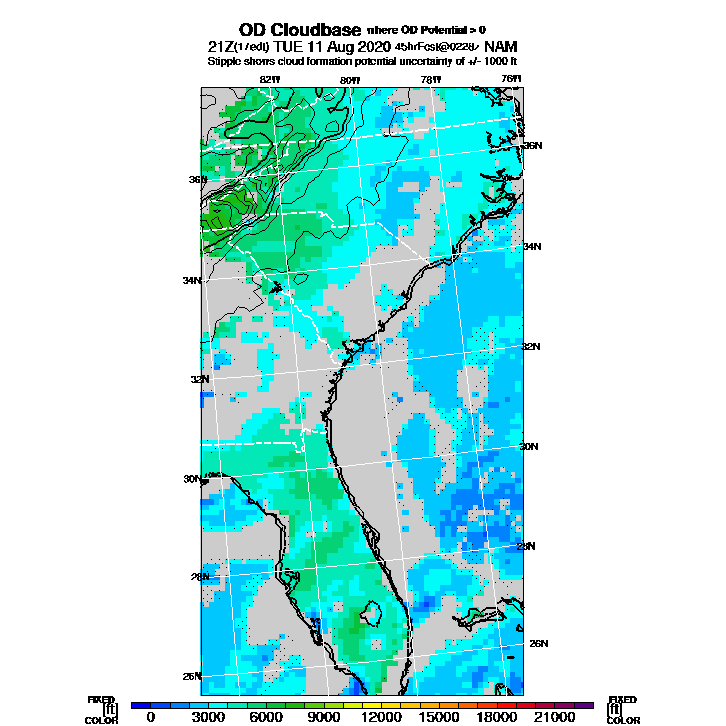 OD Cloudbase where OD Potential > 0
21Z(17edt) TUE 11 Aug 2020 45hrFcst@0228z NAM
Stipple shows cloud formation potential uncertainty of +/- 1000 ft
82W 80W 78W 76W
36N 36N
34N 34N
32N 32N
30N 30N
28N 28N
26N 26N
FIXED FIXED
[ft] [ft]
COLOR COLOR
0 3000 6000 9000 12000 15000 18000 21000